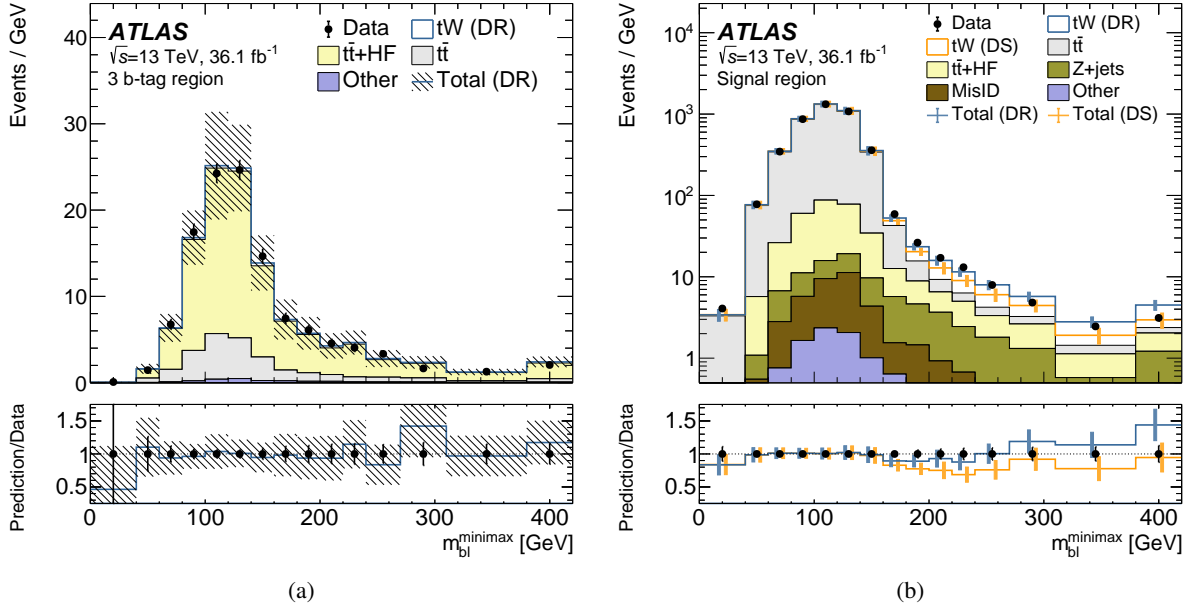 ATLAS
√s=13 TeV, 36.1 fb⁻¹
3 b-tag region
Data
tW (DR)
tt̄+HF
tt̄
Other
Total (DR)
Events / GeV
40
30
20
10
0
Prediction/Data
1.5
1
0.5
0 100 200 300 400
m_bl^minimax [GeV]
(a)
ATLAS
√s=13 TeV, 36.1 fb⁻¹
Signal region
Data
tW (DR)
tW (DS)
tt̄
tt̄+HF
Z+jets
MisID
Other
Total (DR)
Total (DS)
Events / GeV
10⁴
10³
10²
10
1
Prediction/Data
1.5
1
0.5
0 100 200 300 400
m_bl^minimax [GeV]
(b)